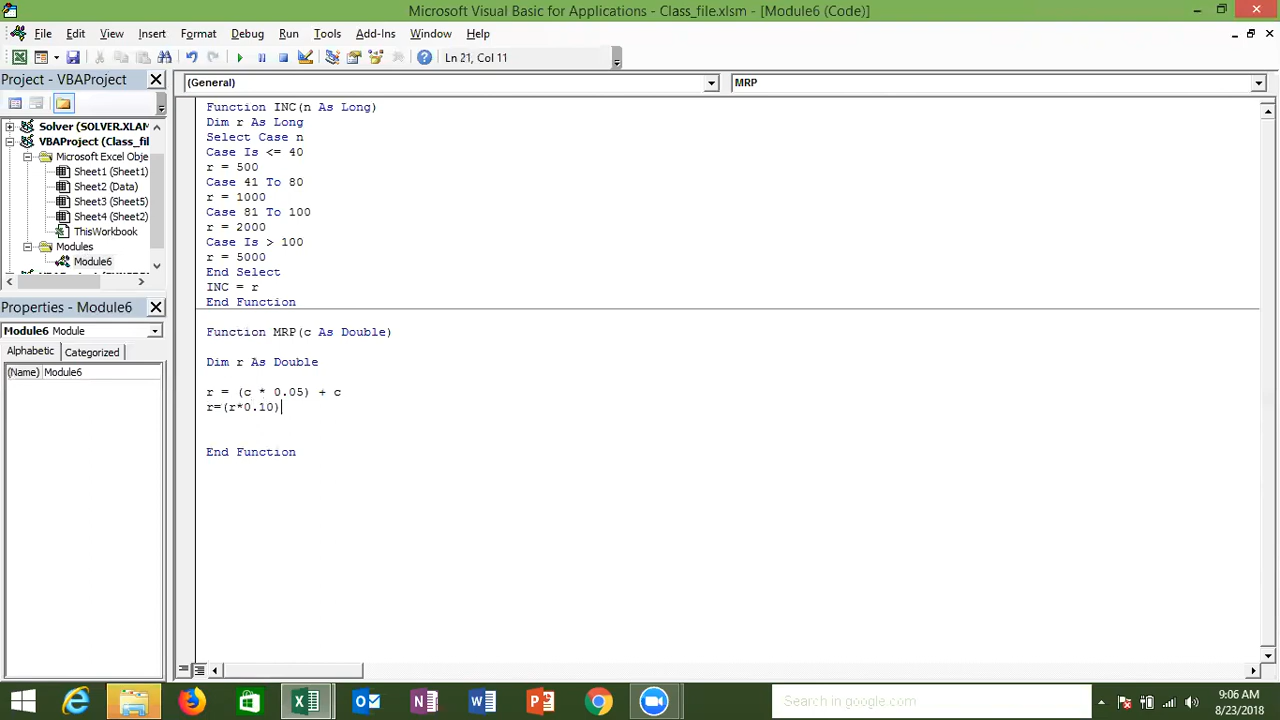 Microsoft Visual Basic for Applications - Class_file.xlsm - [Module6 (Code)]
File Edit View Insert Format Debug Run Tools Add-Ins Window Help
Ln 21, Col 11
Project - VBAProject
(General)
MRP
Solver (SOLVER.XLAM
VBAProject (Class_fil
Microsoft Excel Obje
Sheet1 (Sheet1)
Sheet2 (Data)
Sheet3 (Sheet5)
Sheet4 (Sheet2)
ThisWorkbook
Modules
Module6
Properties - Module6
Module6 Module
Alphabetic Categorized
(Name) Module6
Function INC(n As Long)
Dim r As Long
Select Case n
Case Is <= 40
r = 500
Case 41 To 80
r = 1000
Case 81 To 100
r = 2000
Case Is > 100
r = 5000
End Select
INC = r
End Function
Function MRP(c As Double)
Dim r As Double
r = (c * 0.05) + c
r=(r*0.10)
End Function
Search in google.com
9:06 AM
8/23/2018